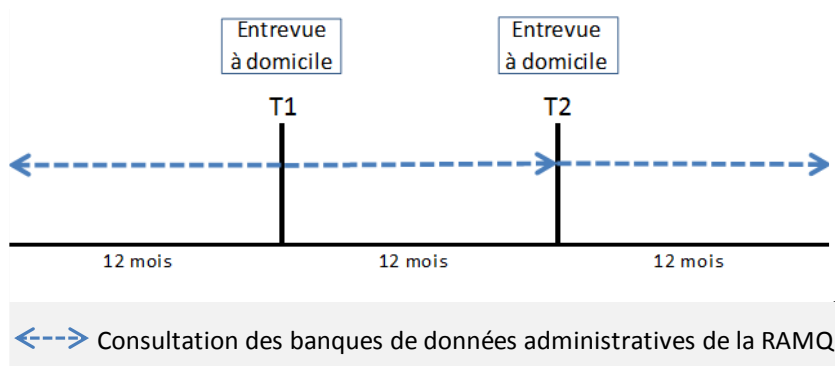 Entrevue
à domicile
Entrevue
à domicile
T1
T2
12 mois
12 mois
12 mois
Consultation des banques de données administratives de la RAMQ